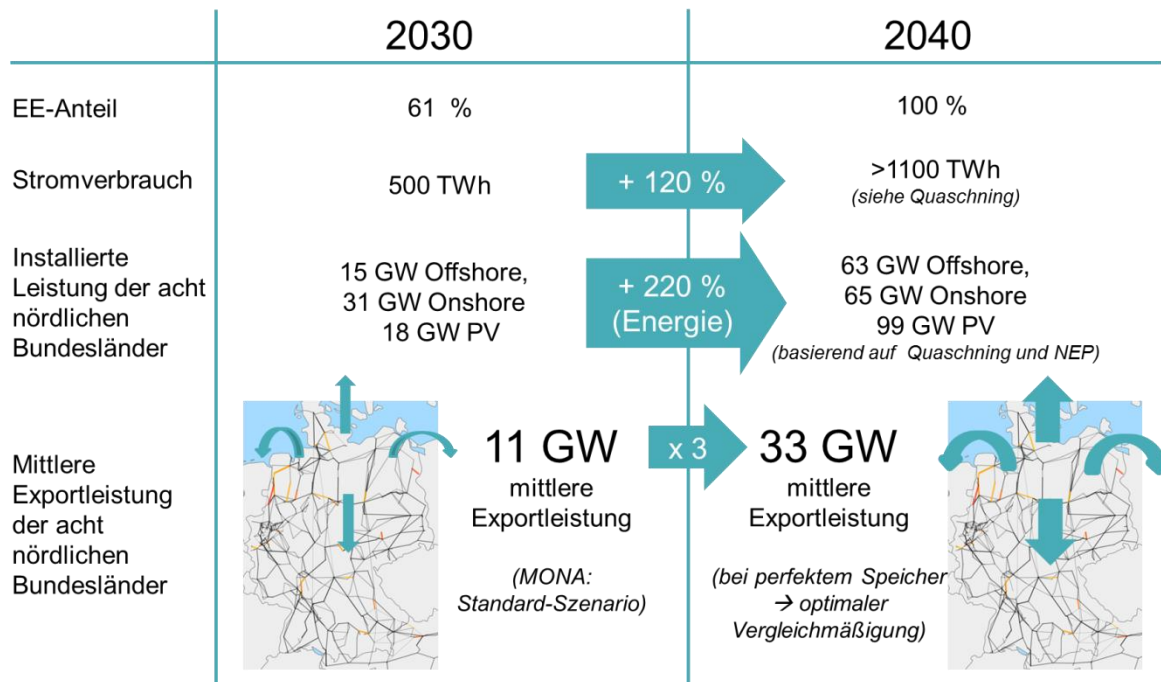 2030
2040
EE-Anteil
61 %
100 %
Stromverbrauch
500 TWh
+ 120 %
>1100 TWh
(siehe Quaschning)
Installierte
Leistung der acht
nördlichen
Bundesländer
15 GW Offshore,
31 GW Onshore
18 GW PV
+ 220 %
(Energie)
63 GW Offshore,
65 GW Onshore
99 GW PV
(basierend auf Quaschning und NEP)
Mittlere
Exportleistung
der acht
nördlichen
Bundesländer
11 GW
mittlere
Exportleistung
(MONA:
Standard-Szenario)
x 3
33 GW
mittlere
Exportleistung
(bei perfektem Speicher
→ optimaler
Vergleichmäßigung)